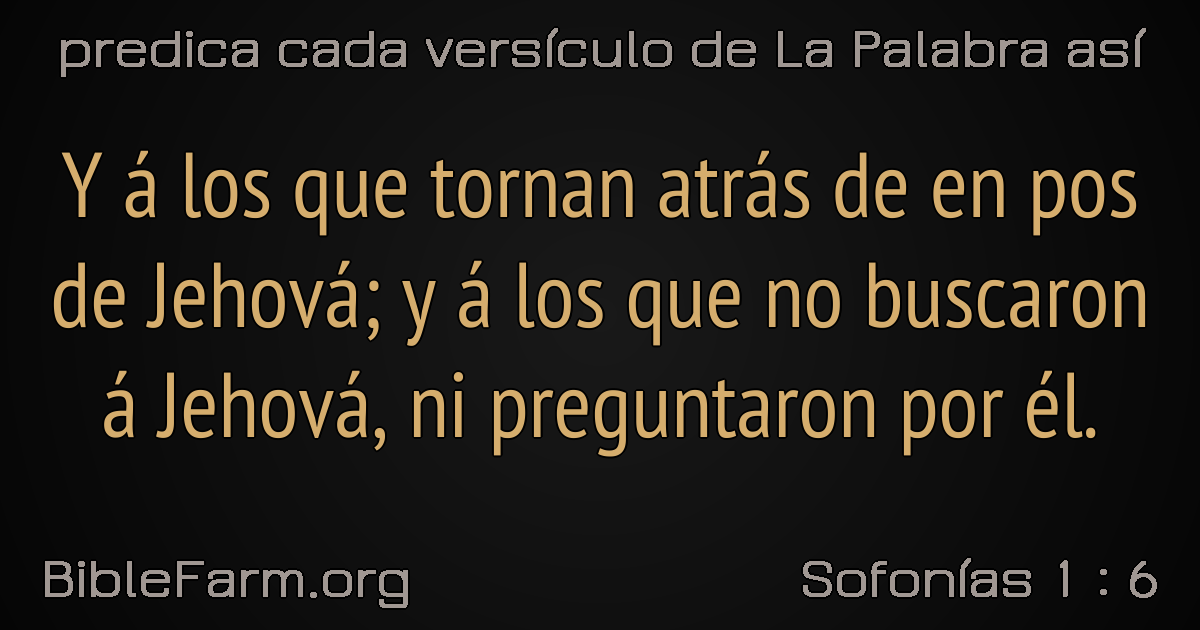 predica cada versículo de La Palabra así
Y á los que tornan atrás de en pos
de Jehová; y á los que no buscaron
á Jehová, ni preguntaron por él.
BibleFarm.org
Sofonías 1 : 6